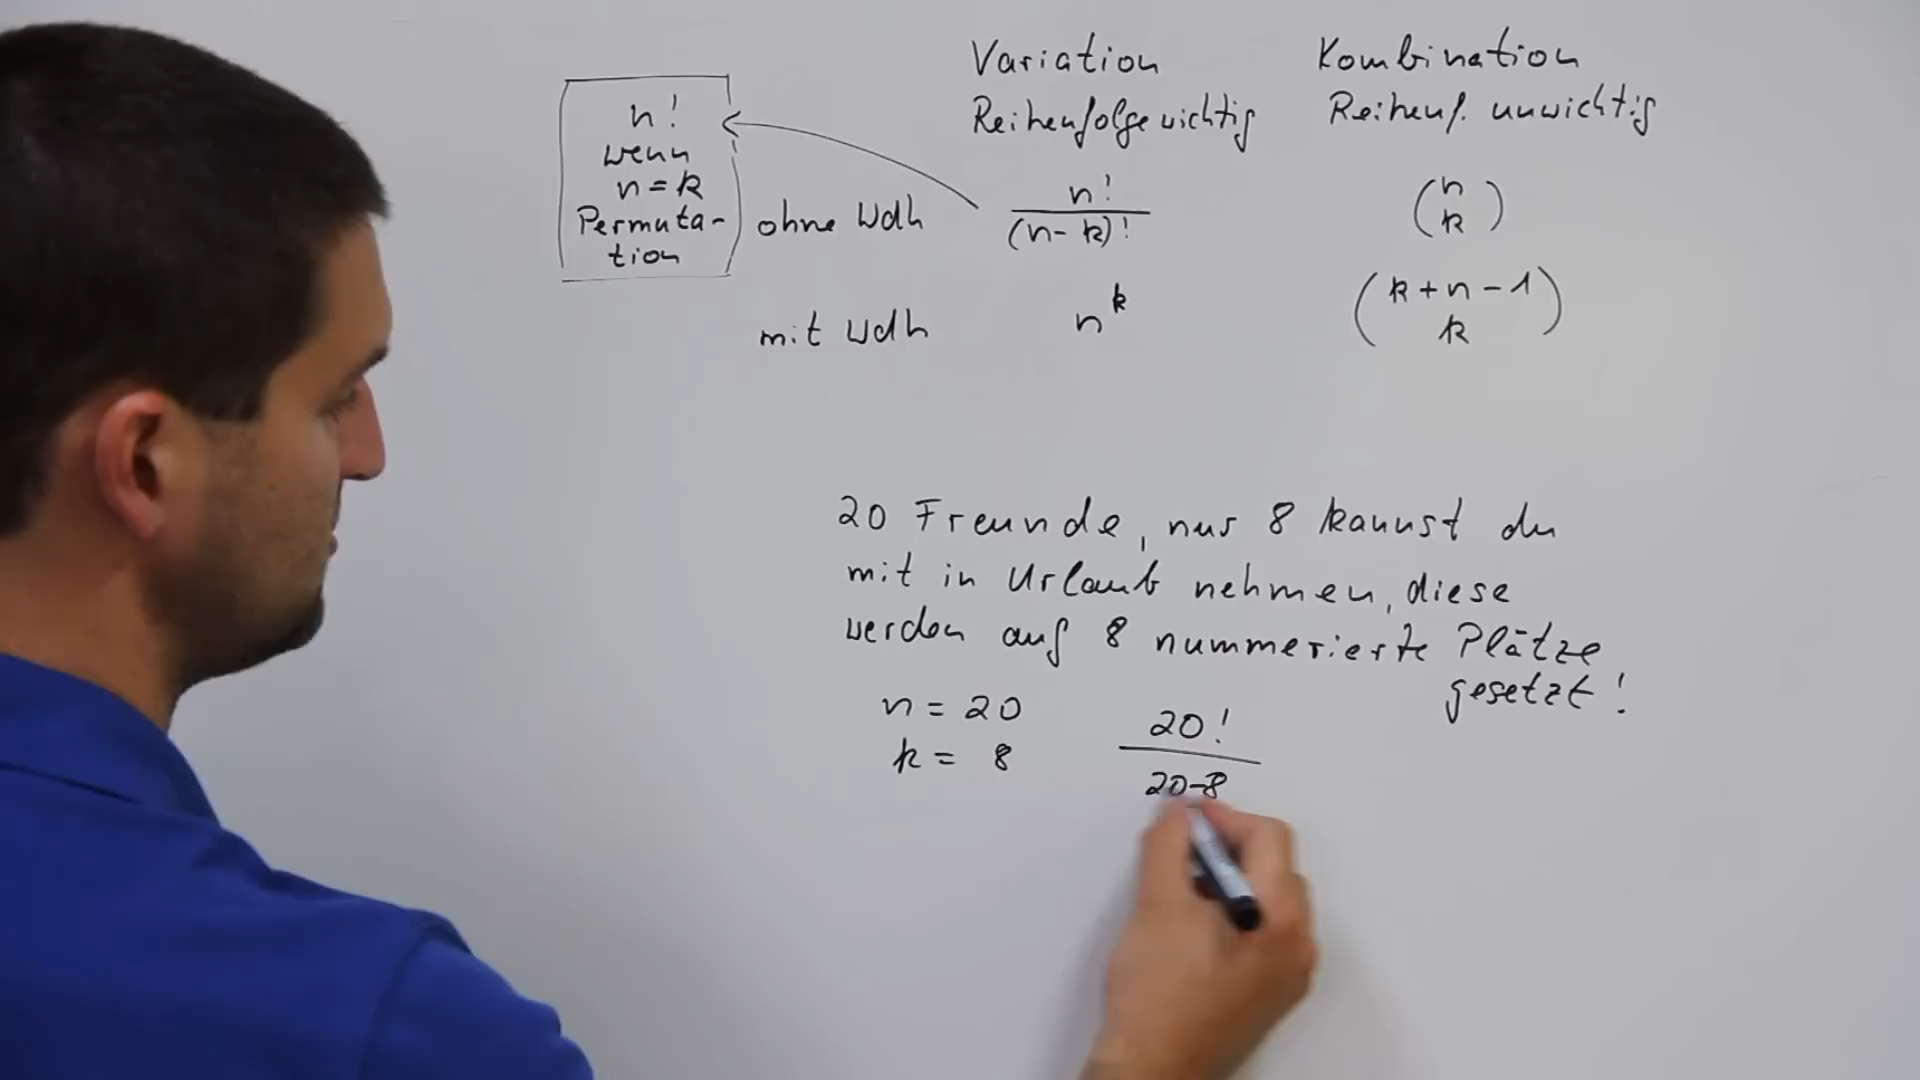 Variation Kombination
Reihenfolge wichtig Reihenf. unwichtig
n!
wenn
n = k
Permuta-
tion
ohne Wdh n! / (n - k)! (n k)
mit Wdh n^k (k + n - 1 k)
20 Freunde, nur 8 kannst du
mit in Urlaub nehmen, diese
werden auf 8 nummerierte Plätze
gesetzt!
n = 20
k = 8
20!
20-8